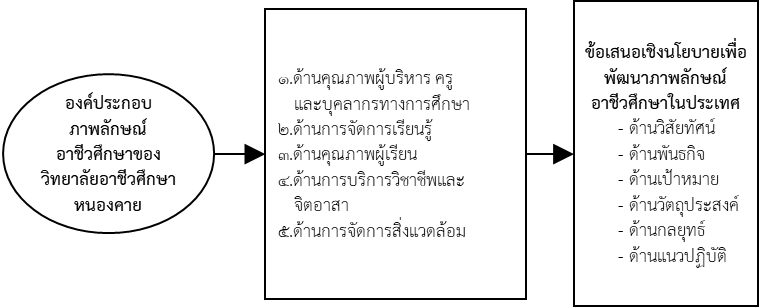 องค์ประกอบ
ภาพลักษณ์
อาชีวศึกษาของ
วิทยาลัยอาชีวศึกษา
หนองคาย
๑.ด้านคุณภาพผู้บริหาร ครู
และบุคลากรทางการศึกษา
๒.ด้านการจัดการเรียนรู้
๓.ด้านคุณภาพผู้เรียน
๔.ด้านการบริการวิชาชีพและ
จิตอาสา
๕.ด้านการจัดการสิ่งแวดล้อม
ข้อเสนอเชิงนโยบายเพื่อ
พัฒนาภาพลักษณ์
อาชีวศึกษาในประเทศ
- ด้านวิสัยทัศน์
- ด้านพันธกิจ
- ด้านเป้าหมาย
- ด้านวัตถุประสงค์
- ด้านกลยุทธ์
- ด้านแนวปฏิบัติ